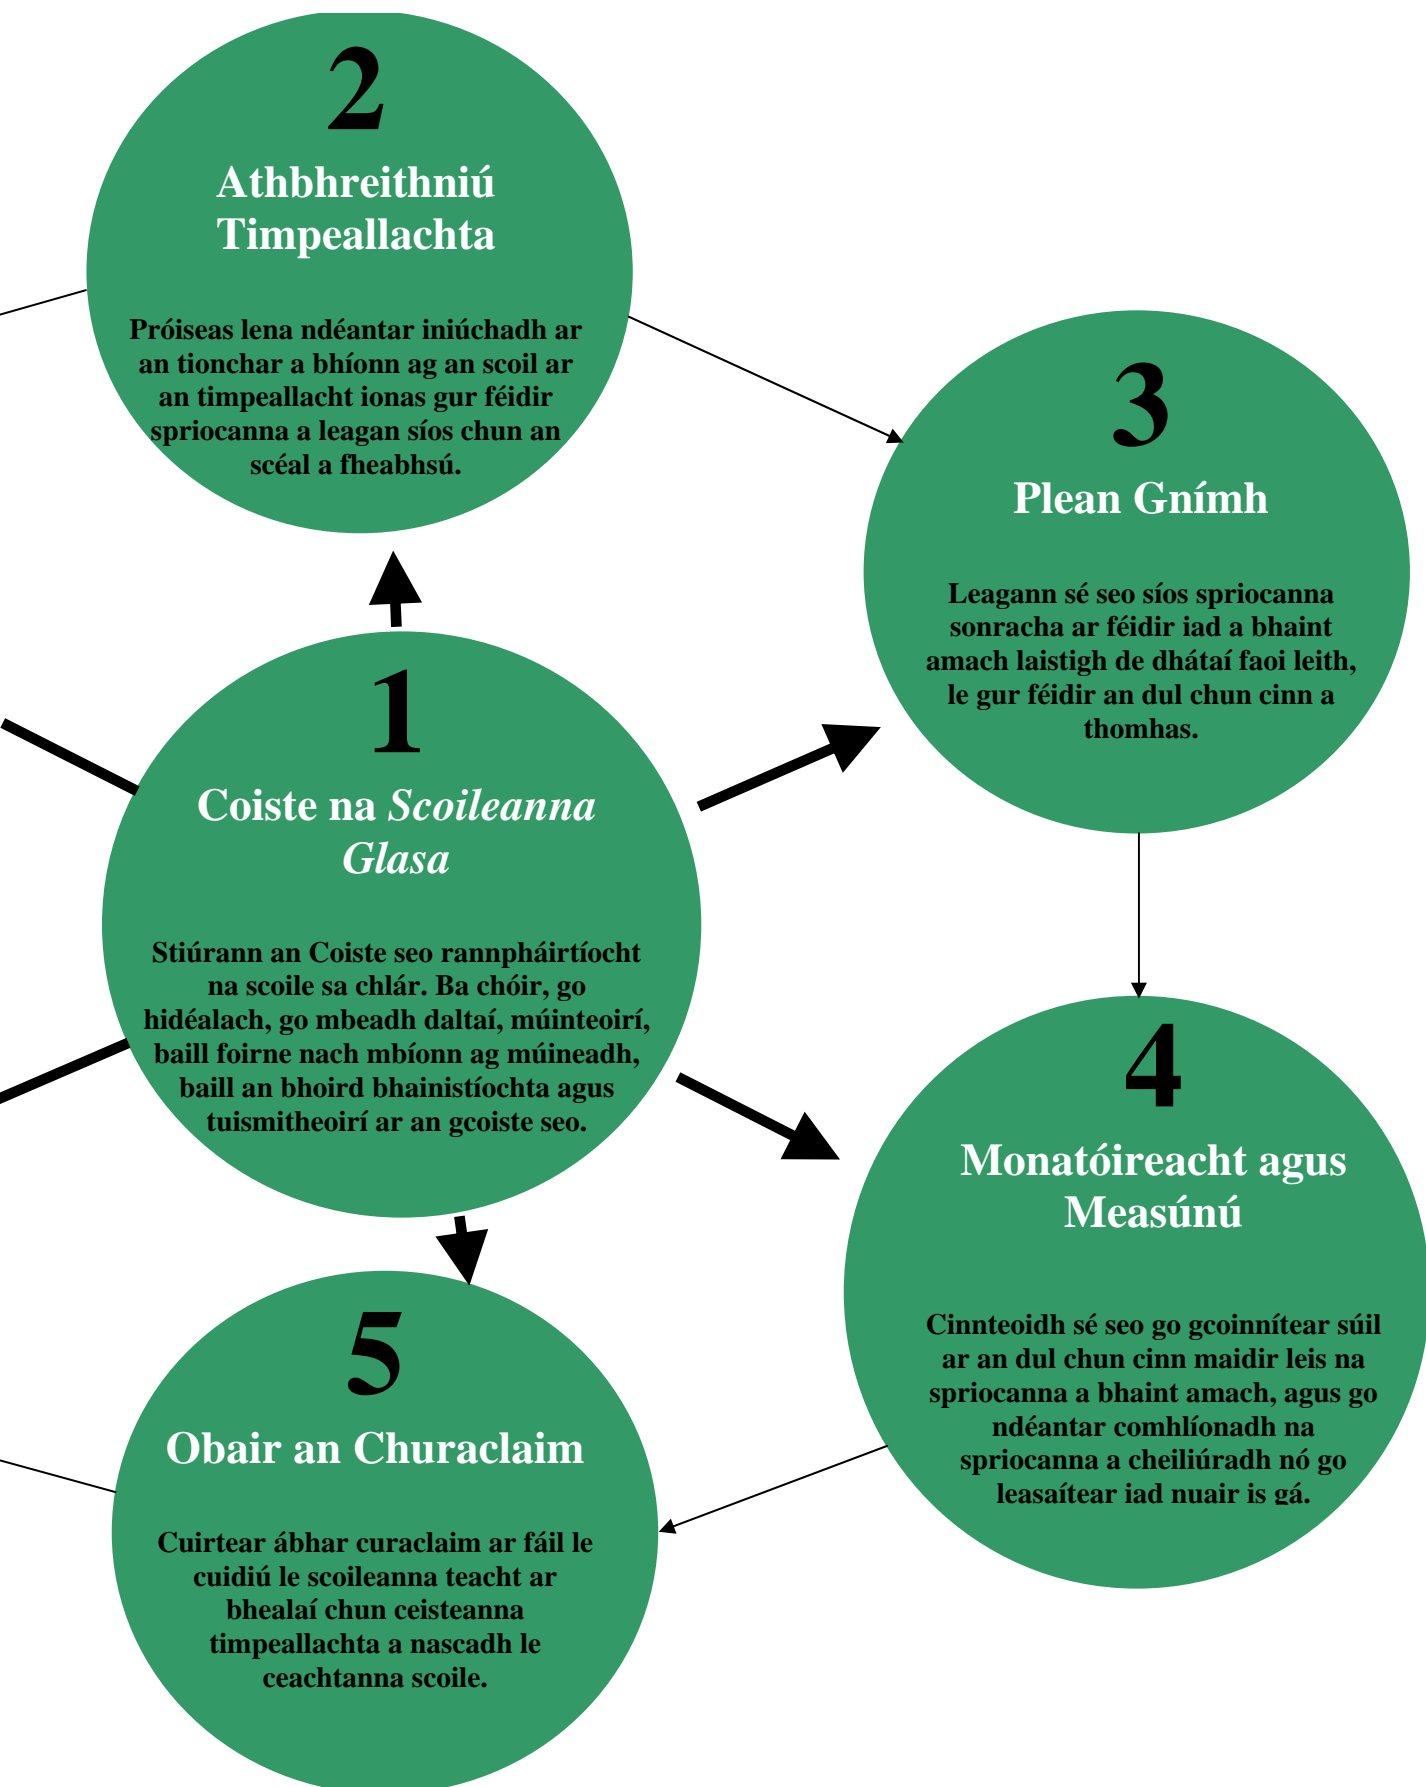 2
Athbhreithniú
Timpeallachta
Próiseas lena ndéantar iniúchadh ar
an tionchar a bhíonn ag an scoil ar
an timpeallacht ionas gur féidir
spriocanna a leagan síos chun an
scéal a fheabhsú.
3
Plean Gnímh
Leagann sé seo síos spriocanna
sonracha ar féidir iad a bhaint
amach laistigh de dhátaí faoi leith,
le gur féidir an dul chun cinn a
thomhas.
1
Coiste na Scoileanna
Glasa
Stiúrann an Coiste seo rannpháirtíocht
na scoile sa chlár. Ba chóir, go
hidéalach, go mbeadh daltaí, múinteoirí,
baill foirne nach mbíonn ag múineadh,
baill an bhoird bhainistíochta agus
tuismitheoirí ar an gcoiste seo.
4
Monatóireacht agus
Measúnú
Cinnteoidh sé seo go gcoinnítear súil
ar an dul chun cinn maidir leis na
spriocanna a bhaint amach, agus go
ndéantar comhlíonadh na
spriocanna a cheiliúradh nó go
leasaítear iad nuair is gá.
5
Obair an Churaclaim
Cuirtear ábhar curaclaim ar fáil le
cuidiú le scoileanna teacht ar
bhealaí chun ceisteanna
timpeallachta a nascadh le
ceachtanna scoile.